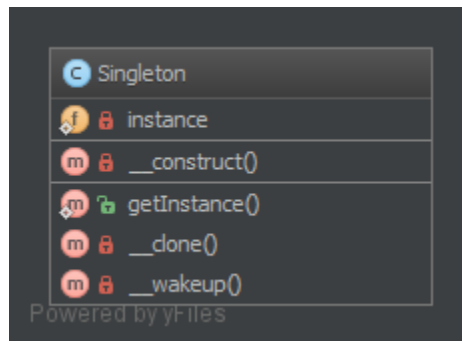 C Singleton
f instance
m __construct()
m getInstance()
m __clone()
m __wakeup()
Powered by yFiles